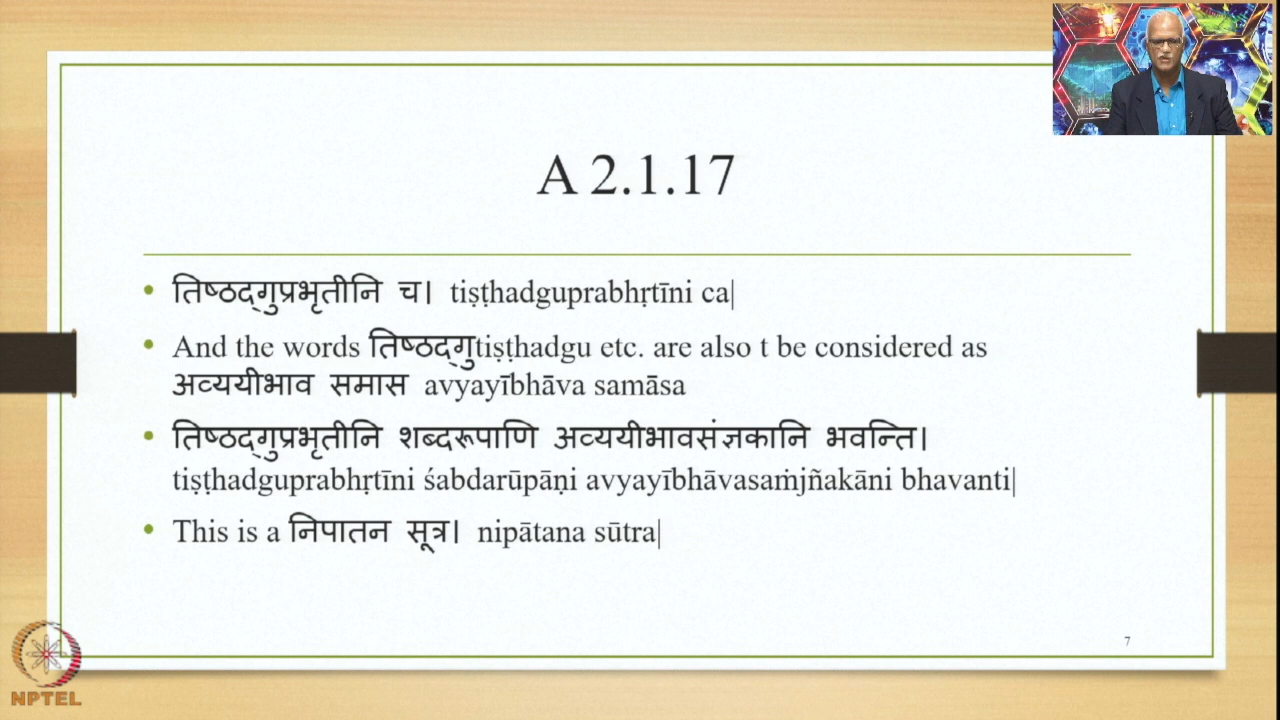 A 2.1.17
• तिष्ठद्गुप्रभृतीनि च। tiṣṭhadguprabhṛtīni ca|
• And the words तिष्ठद्गुtiṣṭhadgu etc. are also t be considered as
अव्ययीभाव समास avyayībhāva samāsa
• तिष्ठद्गुप्रभृतीनि शब्दरूपाणि अव्ययीभावसंज्ञकानि भवन्ति।
tiṣṭhadguprabhṛtīni śabdarūpāṇi avyayībhāvasaṁjñakāni bhavanti|
• This is a निपातन सूत्र। nipātana sūtra|
7
NPTEL